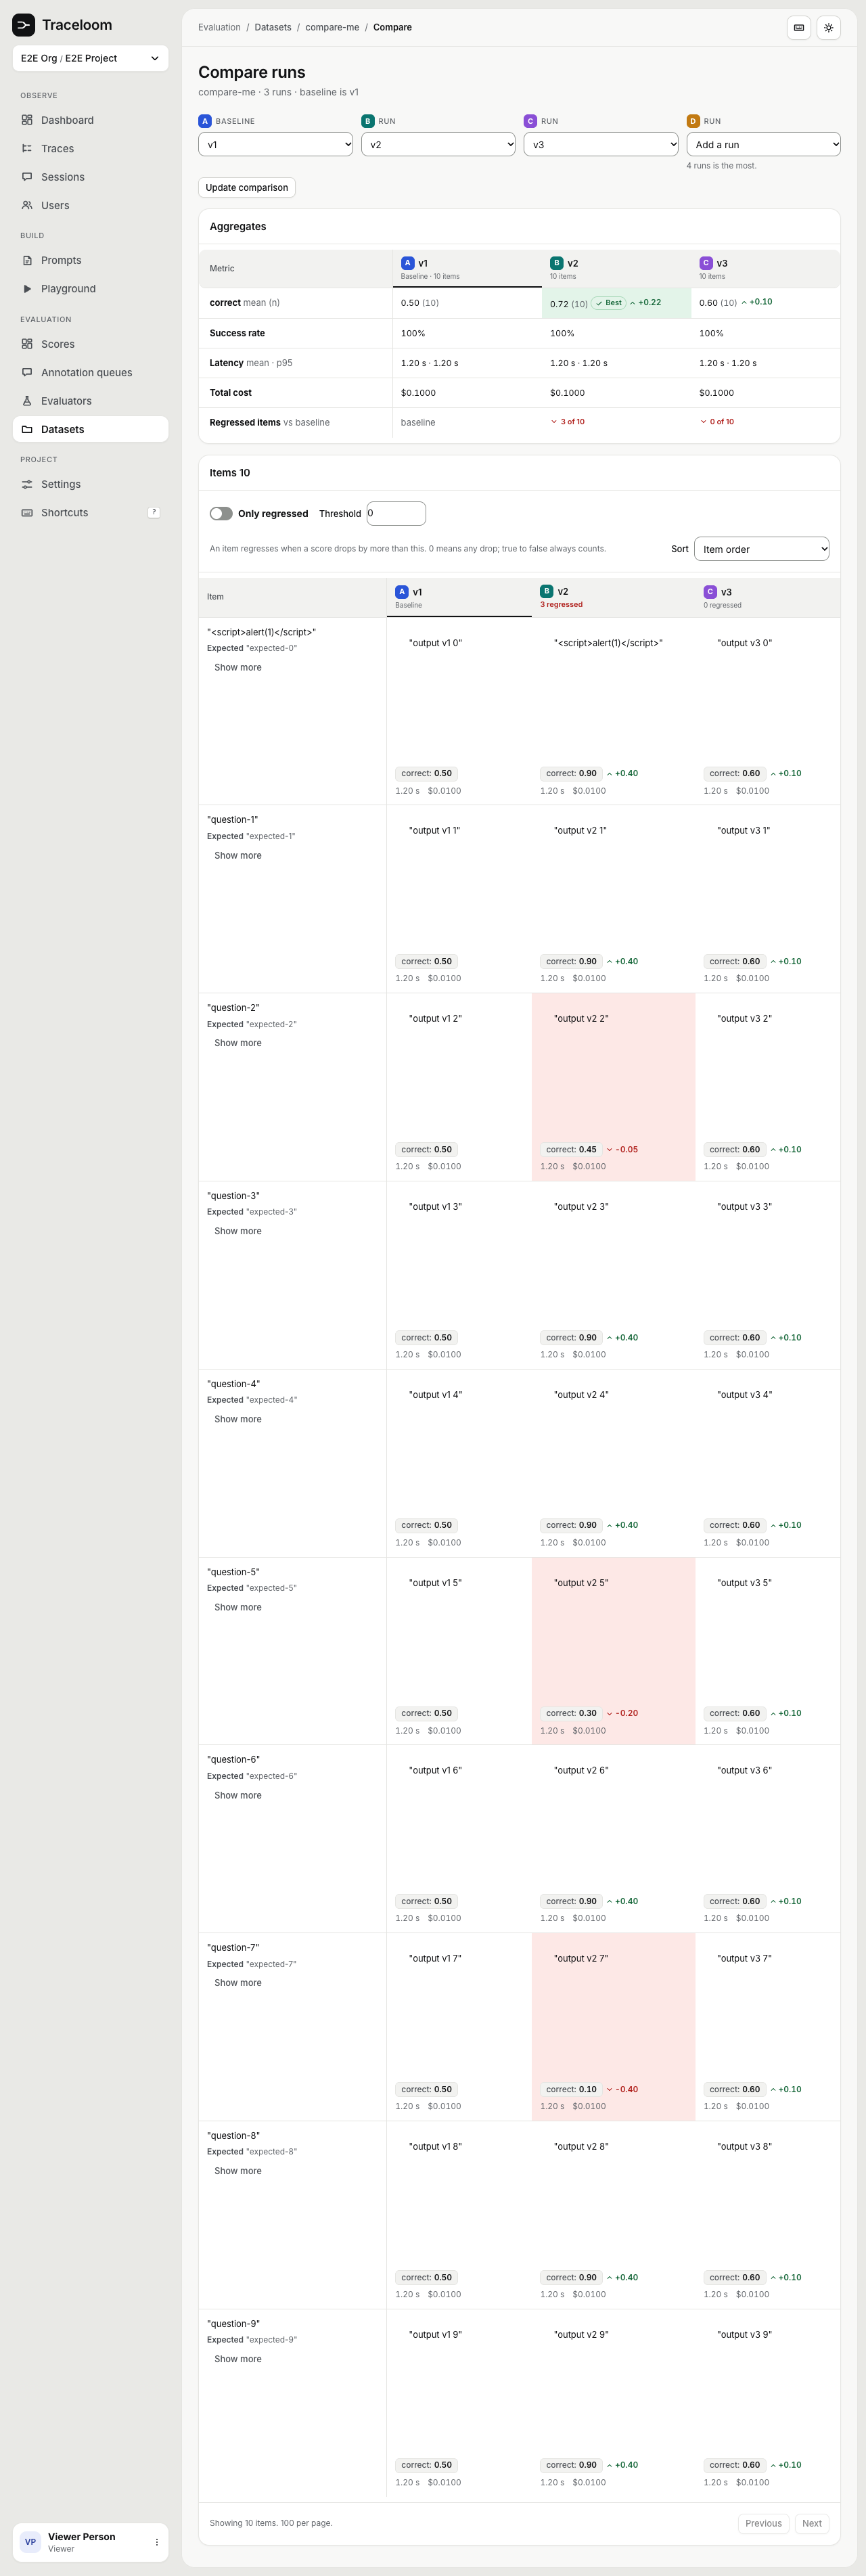 Traceloom
E2E Org / E2E Project
OBSERVE
Dashboard
Traces
Sessions
Users
BUILD
Prompts
Playground
EVALUATION
Scores
Annotation queues
Evaluators
Datasets
PROJECT
Settings
Shortcuts ?
VP Viewer Person
Viewer
Evaluation / Datasets / compare-me / Compare
Compare runs
compare-me · 3 runs · baseline is v1
A BASELINE B RUN C RUN D RUN
v1 v2 v3 Add a run
4 runs is the most.
Update comparison
Aggregates
Metric A v1 B v2 C v3
Baseline · 10 items 10 items 10 items
correct mean (n) 0.50 (10) 0.72 (10) Best +0.22 0.60 (10) +0.10
Success rate 100% 100% 100%
Latency mean · p95 1.20 s · 1.20 s 1.20 s · 1.20 s 1.20 s · 1.20 s
Total cost $0.1000 $0.1000 $0.1000
Regressed items vs baseline baseline 3 of 10 0 of 10
Items 10
Only regressed Threshold 0
An item regresses when a score drops by more than this. 0 means any drop; true to false always counts. Sort Item order
Item A v1 B v2 C v3
Baseline 3 regressed 0 regressed
"<script>alert(1)</script>" "output v1 0" "<script>alert(1)</script>" "output v3 0"
Expected "expected-0"
Show more
correct: 0.50 correct: 0.90 +0.40 correct: 0.60 +0.10
1.20 s $0.0100 1.20 s $0.0100 1.20 s $0.0100
"question-1" "output v1 1" "output v2 1" "output v3 1"
Expected "expected-1"
Show more
correct: 0.50 correct: 0.90 +0.40 correct: 0.60 +0.10
1.20 s $0.0100 1.20 s $0.0100 1.20 s $0.0100
"question-2" "output v1 2" "output v2 2" "output v3 2"
Expected "expected-2"
Show more
correct: 0.50 correct: 0.45 -0.05 correct: 0.60 +0.10
1.20 s $0.0100 1.20 s $0.0100 1.20 s $0.0100
"question-3" "output v1 3" "output v2 3" "output v3 3"
Expected "expected-3"
Show more
correct: 0.50 correct: 0.90 +0.40 correct: 0.60 +0.10
1.20 s $0.0100 1.20 s $0.0100 1.20 s $0.0100
"question-4" "output v1 4" "output v2 4" "output v3 4"
Expected "expected-4"
Show more
correct: 0.50 correct: 0.90 +0.40 correct: 0.60 +0.10
1.20 s $0.0100 1.20 s $0.0100 1.20 s $0.0100
"question-5" "output v1 5" "output v2 5" "output v3 5"
Expected "expected-5"
Show more
correct: 0.50 correct: 0.30 -0.20 correct: 0.60 +0.10
1.20 s $0.0100 1.20 s $0.0100 1.20 s $0.0100
"question-6" "output v1 6" "output v2 6" "output v3 6"
Expected "expected-6"
Show more
correct: 0.50 correct: 0.90 +0.40 correct: 0.60 +0.10
1.20 s $0.0100 1.20 s $0.0100 1.20 s $0.0100
"question-7" "output v1 7" "output v2 7" "output v3 7"
Expected "expected-7"
Show more
correct: 0.50 correct: 0.10 -0.40 correct: 0.60 +0.10
1.20 s $0.0100 1.20 s $0.0100 1.20 s $0.0100
"question-8" "output v1 8" "output v2 8" "output v3 8"
Expected "expected-8"
Show more
correct: 0.50 correct: 0.90 +0.40 correct: 0.60 +0.10
1.20 s $0.0100 1.20 s $0.0100 1.20 s $0.0100
"question-9" "output v1 9" "output v2 9" "output v3 9"
Expected "expected-9"
Show more
correct: 0.50 correct: 0.90 +0.40 correct: 0.60 +0.10
1.20 s $0.0100 1.20 s $0.0100 1.20 s $0.0100
Showing 10 items. 100 per page. Previous Next